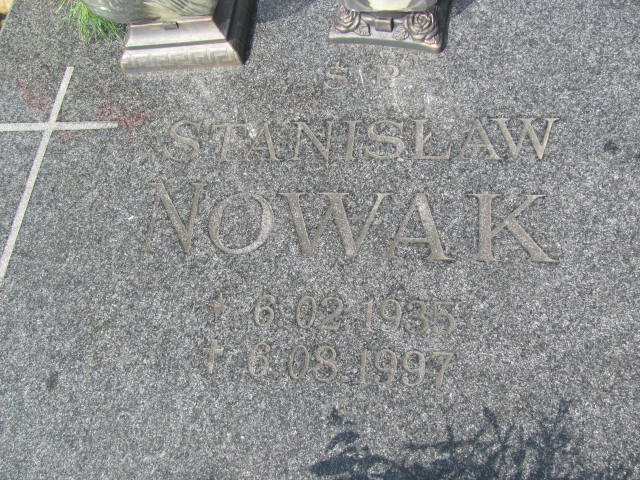 Ś P
STANISŁAW
NOWAK
* 6 02 1935
† 6 08.1997